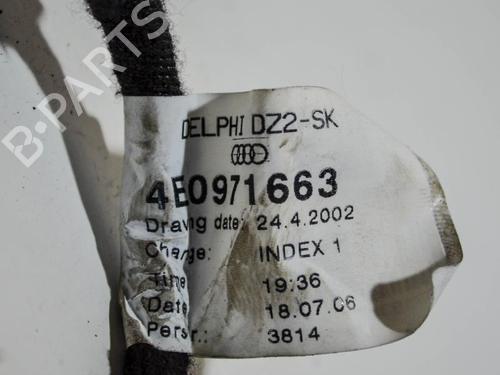 B-PARTS
DELPHI DZ2-SK
4E0971663
Drawing date: 24.4.2002
Change: INDEX 1
Time 19:36
Date 18.07.06
Persnr.: 3814